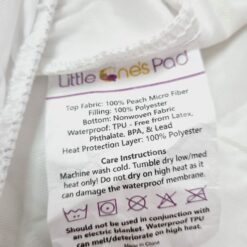 Little One's Pad
Top Fabric: 100% Peach Micro Fiber
Filling: 100% Polyester
Bottom: Nonwoven Fabric
Waterproof: TPU - Free from Latex,
Phthalate, BPA, & Lead
Heat Protection Layer: 100% Polyester
Care Instructions
Machine wash cold. Tumble dry low/med
heat only! Do not dry on high heat as it
can damage the waterproof membrane.
Should not be used in conjunction with
an electric blanket. Waterproof TPU can
melt/deteriorate on high heat.
Made in China